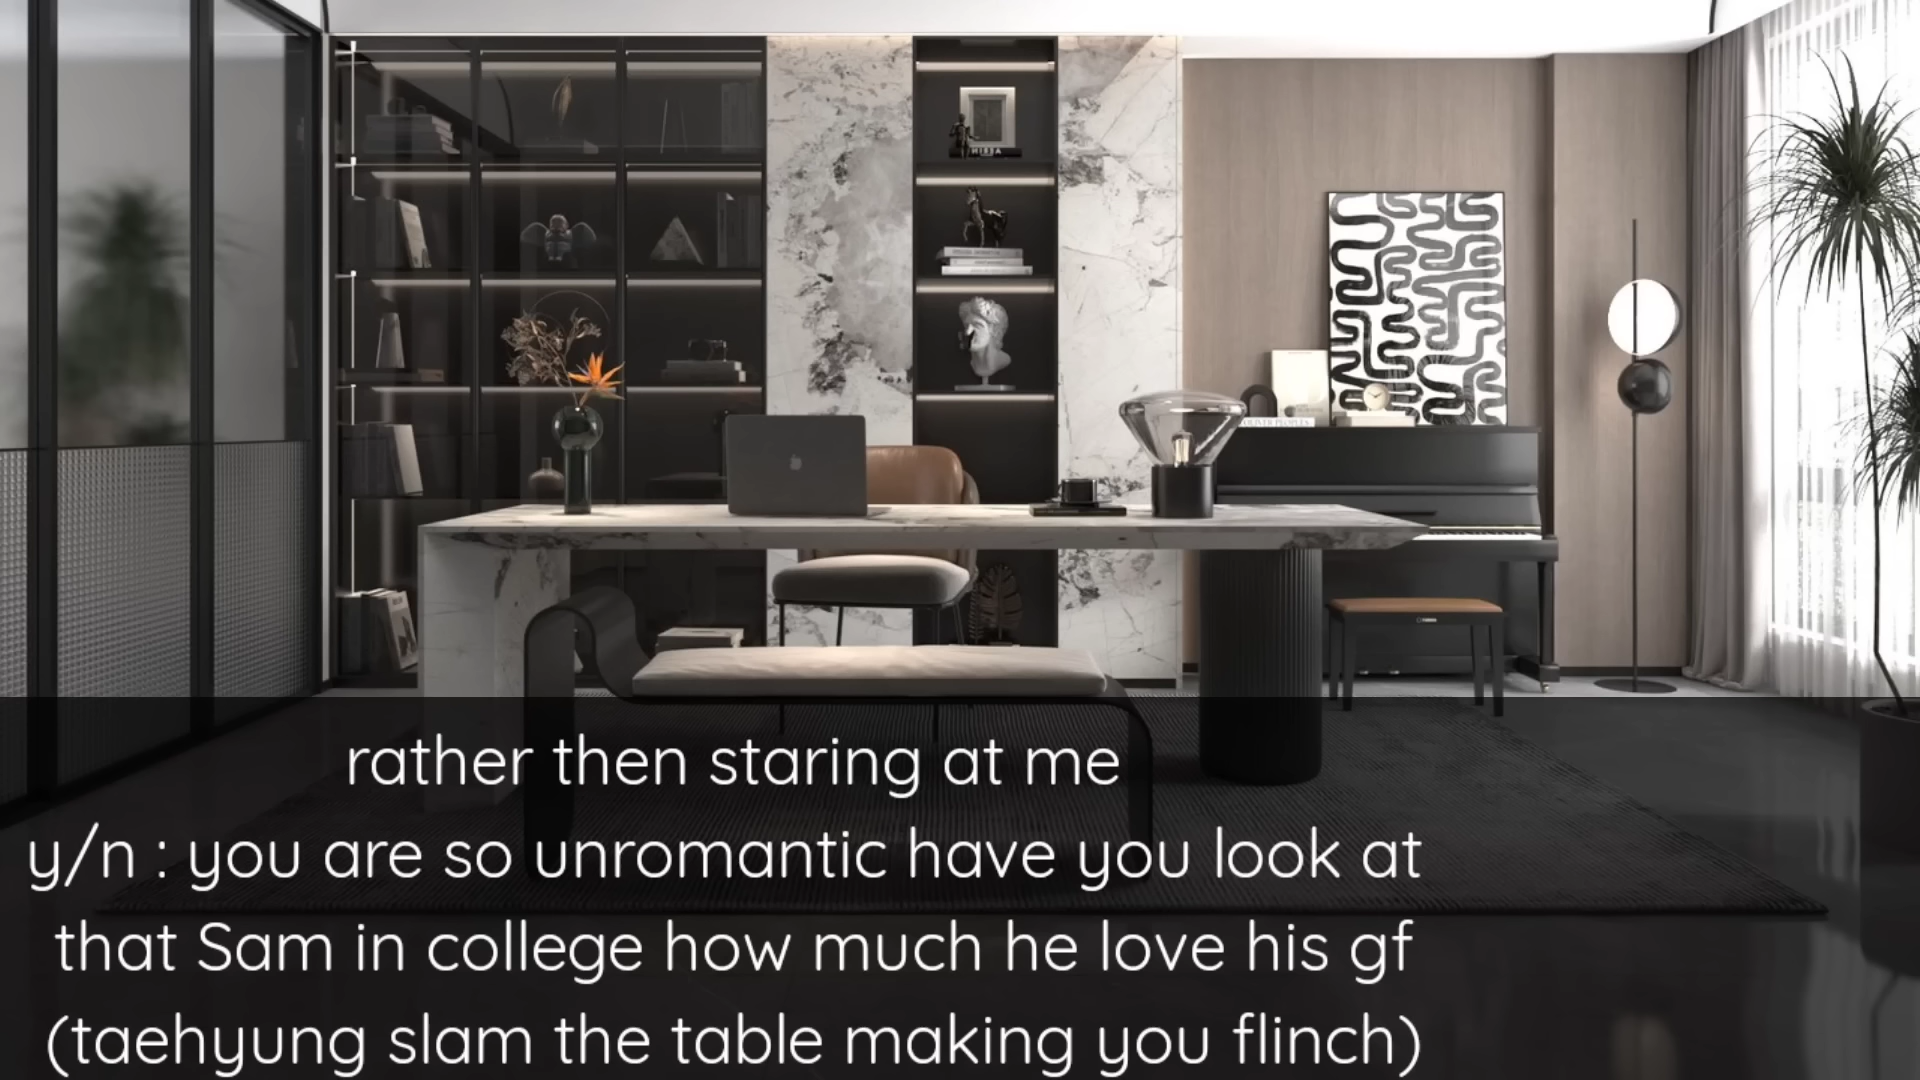 rather then staring at me
y/n : you are so unromantic have you look at
that Sam in college how much he love his gf
(taehyung slam the table making you flinch)